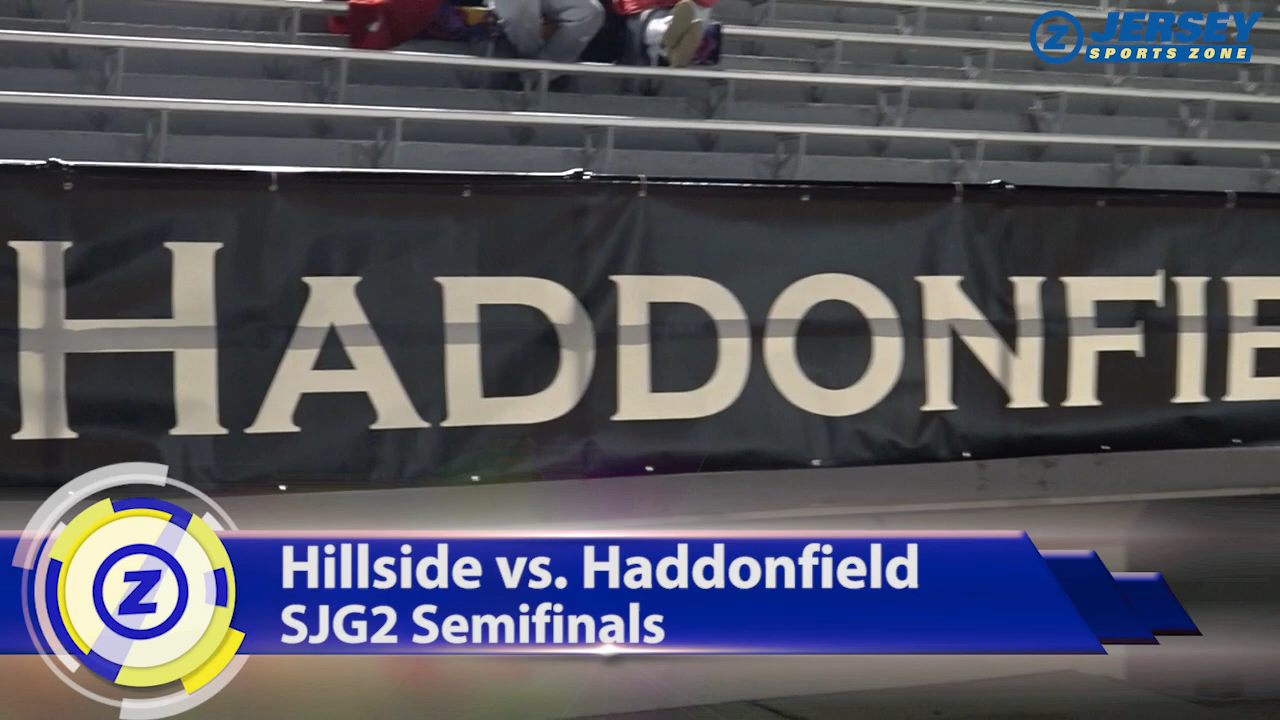 Z JERSEY
SPORTS ZONE
HADDONFIE
Z
Hillside vs. Haddonfield
SJG2 Semifinals